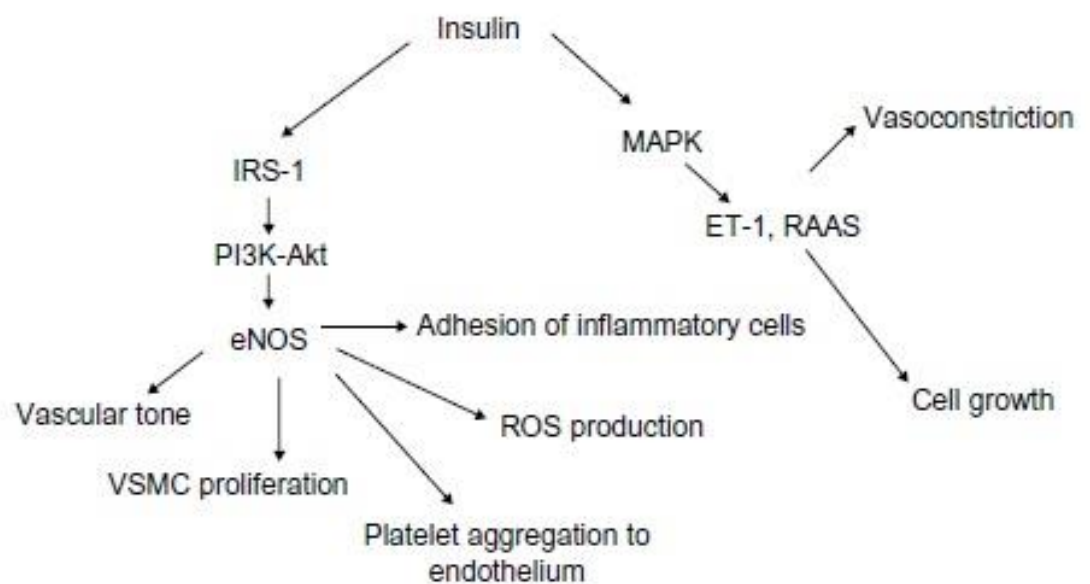 Insulin
Vasoconstriction
MAPK
IRS-1
ET-1, RAAS
PI3K-Akt
Adhesion of inflammatory cells
eNOS
Cell growth
Vascular tone
ROS production
VSMC proliferation
Platelet aggregation to
endothelium